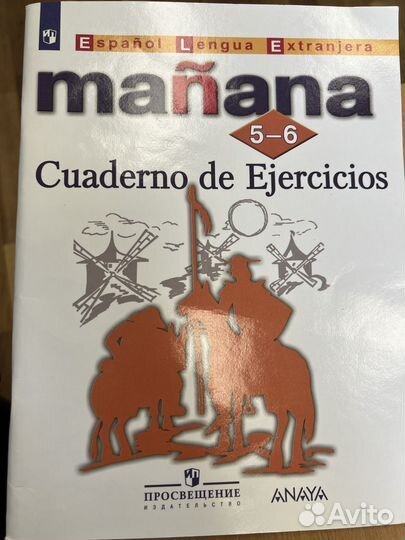 Español Lengua Extranjera
mañana
5–6
Cuaderno de Ejercicios
ПРОСВЕЩЕНИЕ
ИЗДАТЕЛЬСТВО
ANAYA
Avito